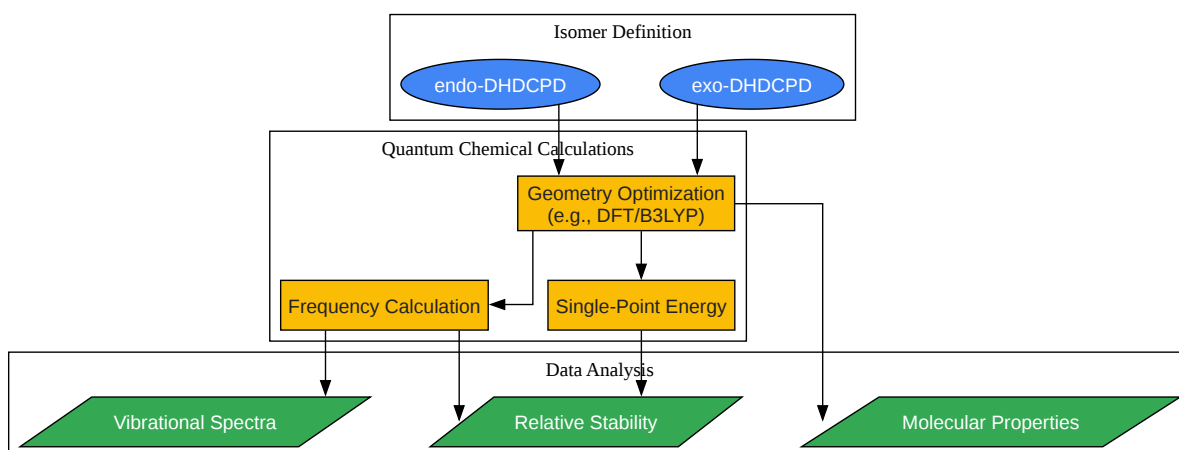 Isomer Definition
endo-DHDCPD
exo-DHDCPD
Quantum Chemical Calculations
Geometry Optimization
(e.g., DFT/B3LYP)
Frequency Calculation
Single-Point Energy
Data Analysis
Vibrational Spectra
Relative Stability
Molecular Properties